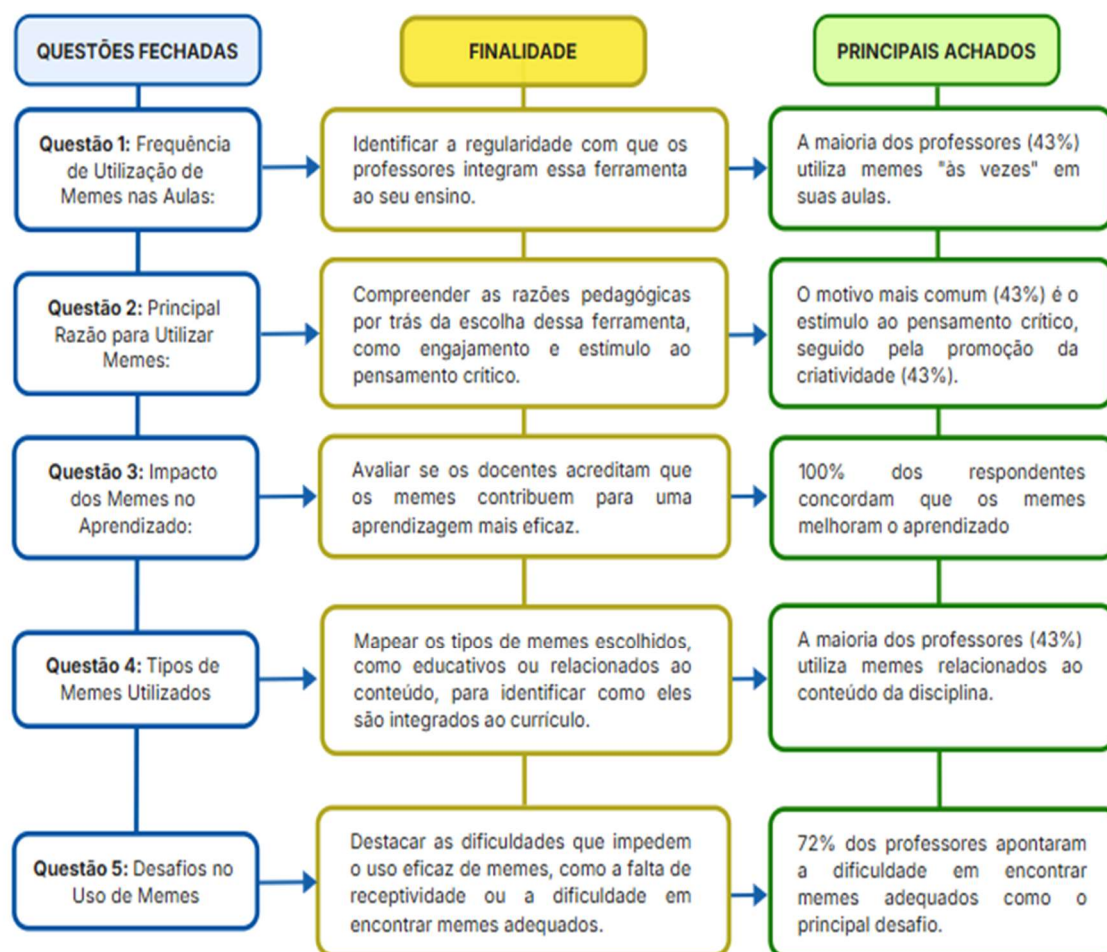 QUESTÕES FECHADAS
FINALIDADE
PRINCIPAIS ACHADOS
Questão 1: Frequência
de Utilização de
Memes nas Aulas:
Identificar a regularidade com que os
professores integram essa ferramenta
ao seu ensino.
A maioria dos professores (43%)
utiliza memes "às vezes" em
suas aulas.
Questão 2: Principal
Razão para Utilizar
Memes:
Compreender as razões pedagógicas
por trás da escolha dessa ferramenta,
como engajamento e estímulo ao
pensamento crítico.
O motivo mais comum (43%) é o
estímulo ao pensamento crítico,
seguido pela promoção da
criatividade (43%).
Questão 3: Impacto
dos Memes no
Aprendizado:
Avaliar se os docentes acreditam que
os memes contribuem para uma
aprendizagem mais eficaz.
100% dos respondentes
concordam que os memes
melhoram o aprendizado
Questão 4: Tipos de
Memes Utilizados
Mapear os tipos de memes escolhidos,
como educativos ou relacionados ao
conteúdo, para identificar como eles
são integrados ao currículo.
A maioria dos professores (43%)
utiliza memes relacionados ao
conteúdo da disciplina.
Questão 5: Desafios no
Uso de Memes
Destacar as dificuldades que impedem
o uso eficaz de memes, como a falta de
receptividade ou a dificuldade em
encontrar memes adequados.
72% dos professores apontaram
a dificuldade em encontrar
memes adequados como o
principal desafio.